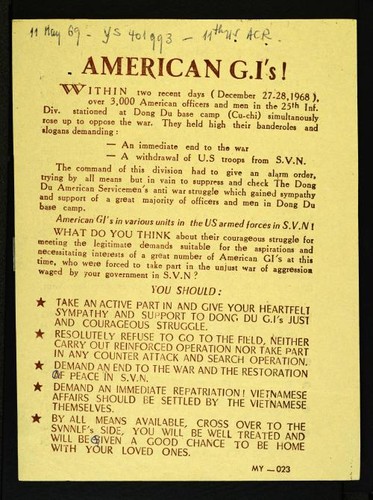 11 May 69 - YS 401993 - 11th US ACR.
AMERICAN G.I's !
WITHIN two recent days ( December 27-28, 1968 ),
over 3,000 American officers and men in the 25th Inf.
Div. stationed at Dong Du base camp (Cu-chi) simultanously
rose up to oppose the war. They held high their banderoles and
slogans demanding :
— An immediate end to the war
— A withdrawal of U.S troops from S.V.N.
The command of this division had to give an alarm order,
trying by all means but in vain to suppress and check The Dong
Du American Servicemen's anti war struggle which gained sympathy
and support of a great majority of officers and men in Dong Du
base camp.
American GI's in various units in the US armed forces in S.V.N !
WHAT DO YOU THINK about their courageous struggle for
meeting the legitimate demands suitable for the aspirations and
necessitating interests of a great number of American GI's at this
time, who were forced to take part in the unjust war of aggression
waged by your government in S.V.N ?
YOU SHOULD :
★ TAKE AN ACTIVE PART IN AND GIVE YOUR HEARTFELT
SYMPATHY AND SUPPORT TO DONG DU G.I's JUST
AND COURAGEOUS STRUGGLE.
★ RESOLUTELY REFUSE TO GO TO THE FIELD, NEITHER
CARRY OUT REINFORCED OPERATION NOR TAKE PART
IN ANY COUNTER ATTACK AND SEARCH OPERATION.
★ DEMAND AN END TO THE WAR AND THE RESTORATION
OF PEACE IN S.V.N.
★ DEMAND AN IMMEDIATE REPATRIATION ! VIETNAMESE
AFFAIRS SHOULD BE SETTLED BY THE VIETNAMESE
THEMSELVES.
★ BY ALL MEANS AVAILABLE, CROSS OVER TO THE
SVNNLF's SIDE, YOU WILL BE WELL TREATED AND
WILL BE GIVEN A GOOD CHANCE TO BE HOME
WITH YOUR LOVED ONES.
MY — 023